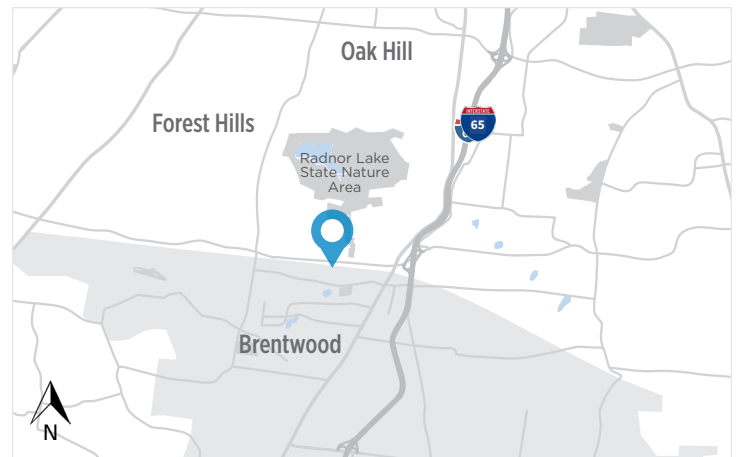 Oak Hill
Forest Hills
INTERSTATE
65
Radnor Lake
State Nature
Area
Brentwood
N